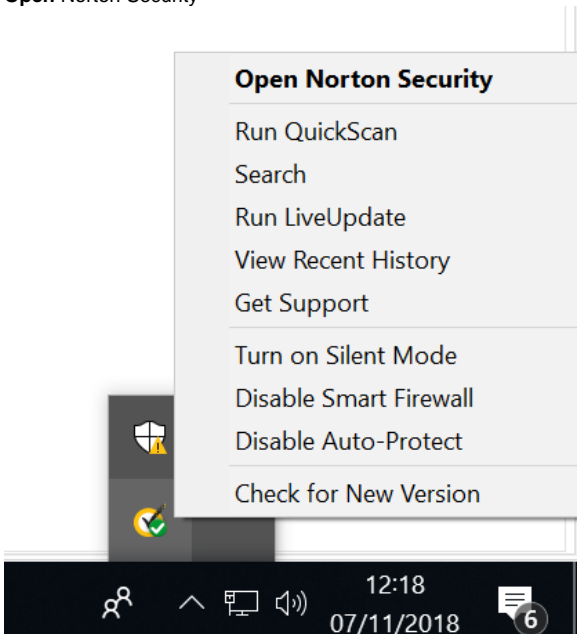 Open Norton Security
Open Norton Security
Run QuickScan
Search
Run LiveUpdate
View Recent History
Get Support
Turn on Silent Mode
Disable Smart Firewall
Disable Auto-Protect
Check for New Version
12:18
07/11/2018
6